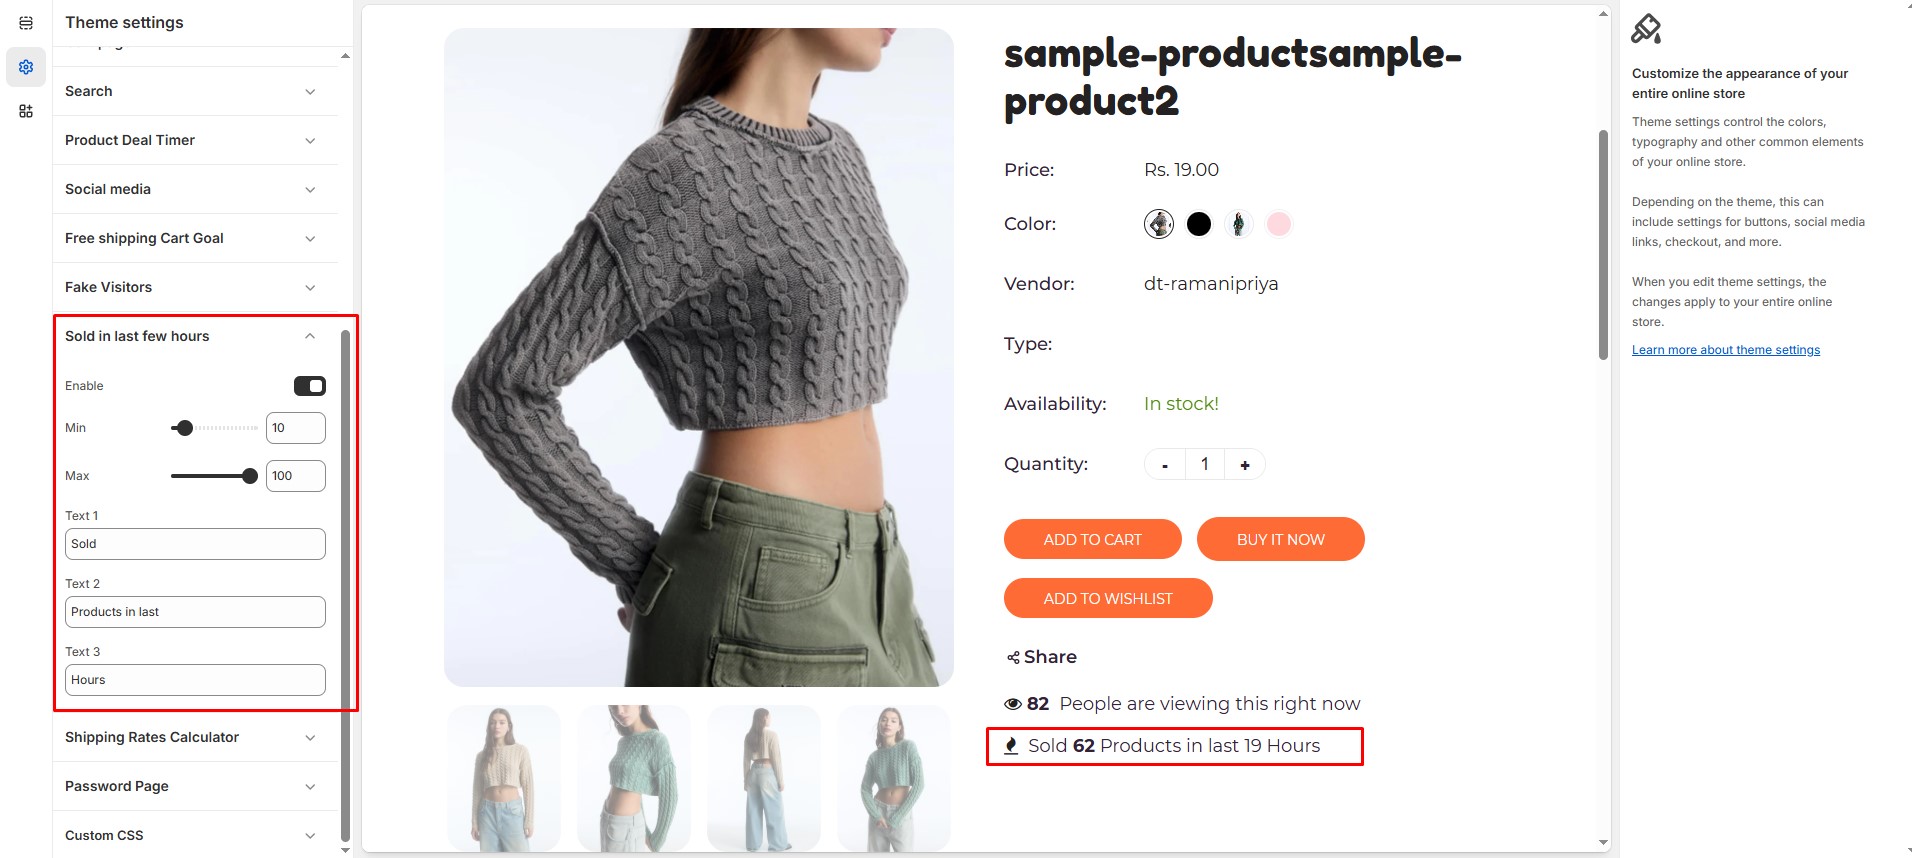 Theme settings
Search
Product Deal Timer
Social media
Free shipping Cart Goal
Fake Visitors
Sold in last few hours
Enable
Min
10
Max
100
Text 1
Sold
Text 2
Products in last
Text 3
Hours
Shipping Rates Calculator
Password Page
Custom CSS
sample-productsample-
product2
Price: Rs. 19.00
Color:
Vendor: dt-ramanipriya
Type:
Availability: In stock!
Quantity: - 1 +
ADD TO CART BUY IT NOW
ADD TO WISHLIST
Share
82 People are viewing this right now
Sold 62 Products in last 19 Hours
Customize the appearance of your
entire online store
Theme settings control the colors,
typography and other common elements
of your online store.
Depending on the theme, this can
include settings for buttons, social media
links, checkout, and more.
When you edit theme settings, the
changes apply to your entire online
store.
Learn more about theme settings